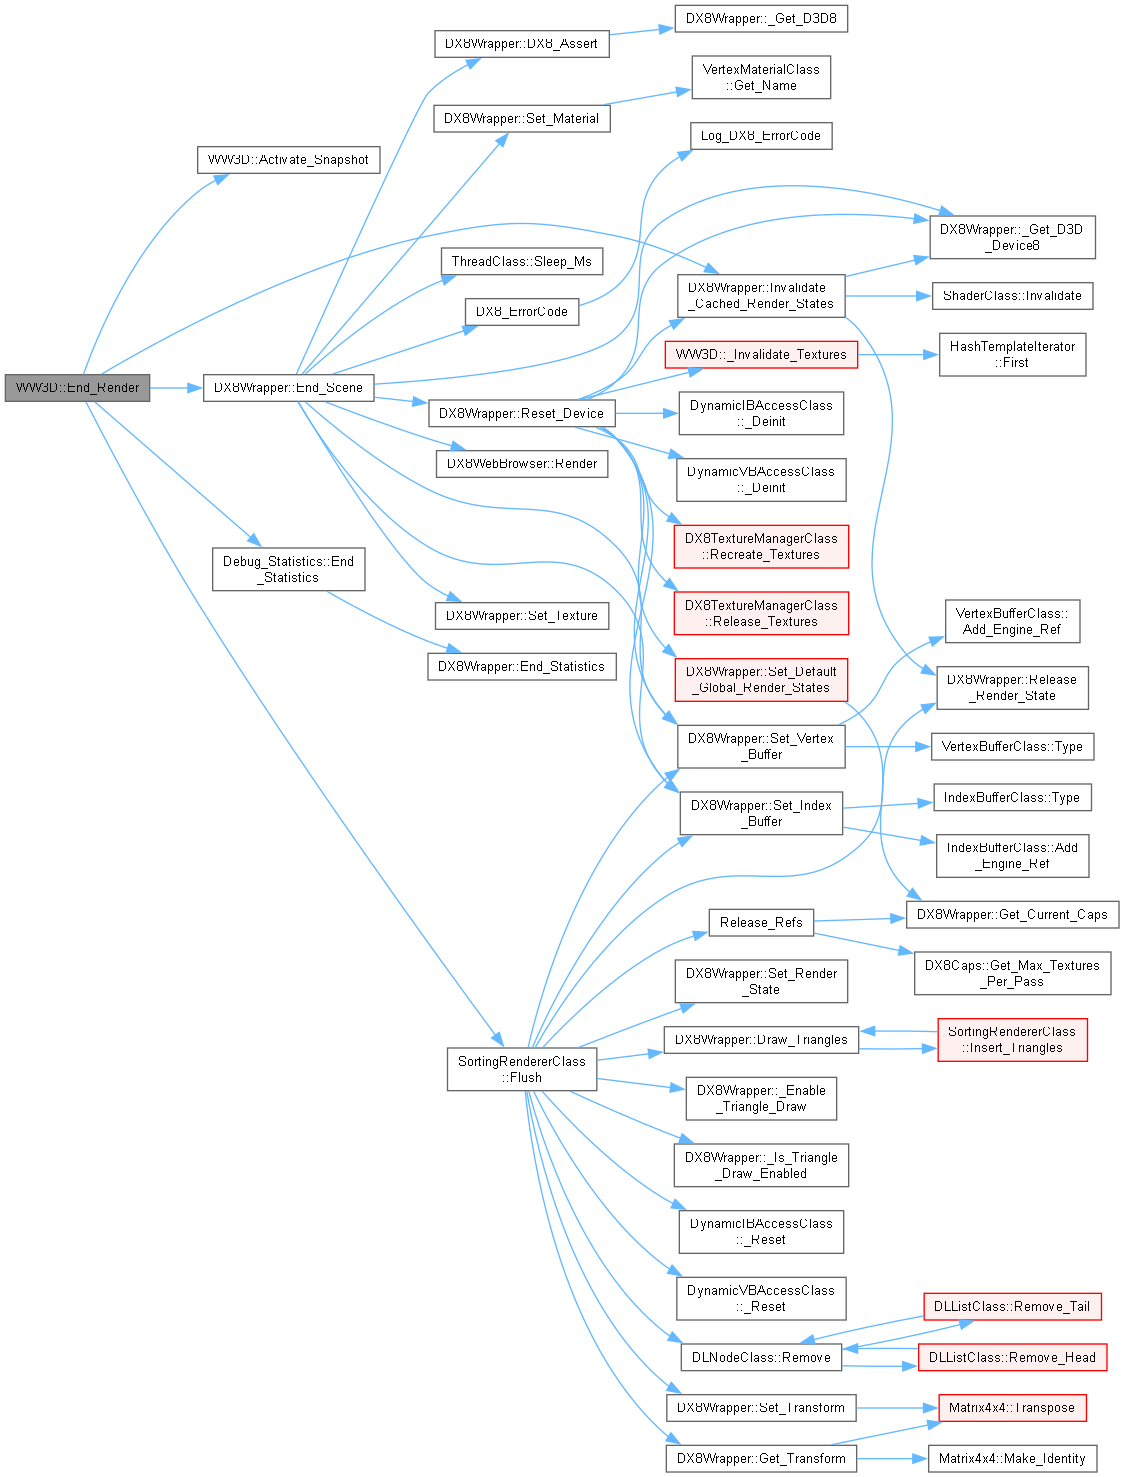 DX8Wrapper::_Get_D3D8
DX8Wrapper::DX8_Assert
VertexMaterialClass
::Get_Name
DX8Wrapper::Set_Material
Log_DX8_ErrorCode
WW3D::Activate_Snapshot
DX8Wrapper::_Get_D3D
_Device8
ThreadClass::Sleep_Ms
DX8Wrapper::Invalidate
_Cached_Render_States
ShaderClass::Invalidate
DX8_ErrorCode
WW3D::_Invalidate_Textures
HashTemplateIterator
::First
WW3D::End_Render
DX8Wrapper::End_Scene
DX8Wrapper::Reset_Device
DynamicIBAccessClass
::_Deinit
DX8WebBrowser::Render
DynamicVBAccessClass
::_Deinit
DX8TextureManagerClass
::Recreate_Textures
Debug_Statistics::End
_Statistics
DX8TextureManagerClass
::Release_Textures
DX8Wrapper::Set_Texture
VertexBufferClass::
Add_Engine_Ref
DX8Wrapper::End_Statistics
DX8Wrapper::Set_Default
_Global_Render_States
DX8Wrapper::Release
_Render_State
DX8Wrapper::Set_Vertex
_Buffer
VertexBufferClass::Type
DX8Wrapper::Set_Index
_Buffer
IndexBufferClass::Type
IndexBufferClass::Add
_Engine_Ref
Release_Refs
DX8Wrapper::Get_Current_Caps
DX8Caps::Get_Max_Textures
_Per_Pass
DX8Wrapper::Set_Render
_State
DX8Wrapper::Draw_Triangles
SortingRendererClass
::Insert_Triangles
SortingRendererClass
::Flush
DX8Wrapper::_Enable
_Triangle_Draw
DX8Wrapper::_Is_Triangle
_Draw_Enabled
DynamicIBAccessClass
::_Reset
DynamicVBAccessClass
::_Reset
DLListClass::Remove_Tail
DLNodeClass::Remove
DLListClass::Remove_Head
DX8Wrapper::Set_Transform
Matrix4x4::Transpose
DX8Wrapper::Get_Transform
Matrix4x4::Make_Identity